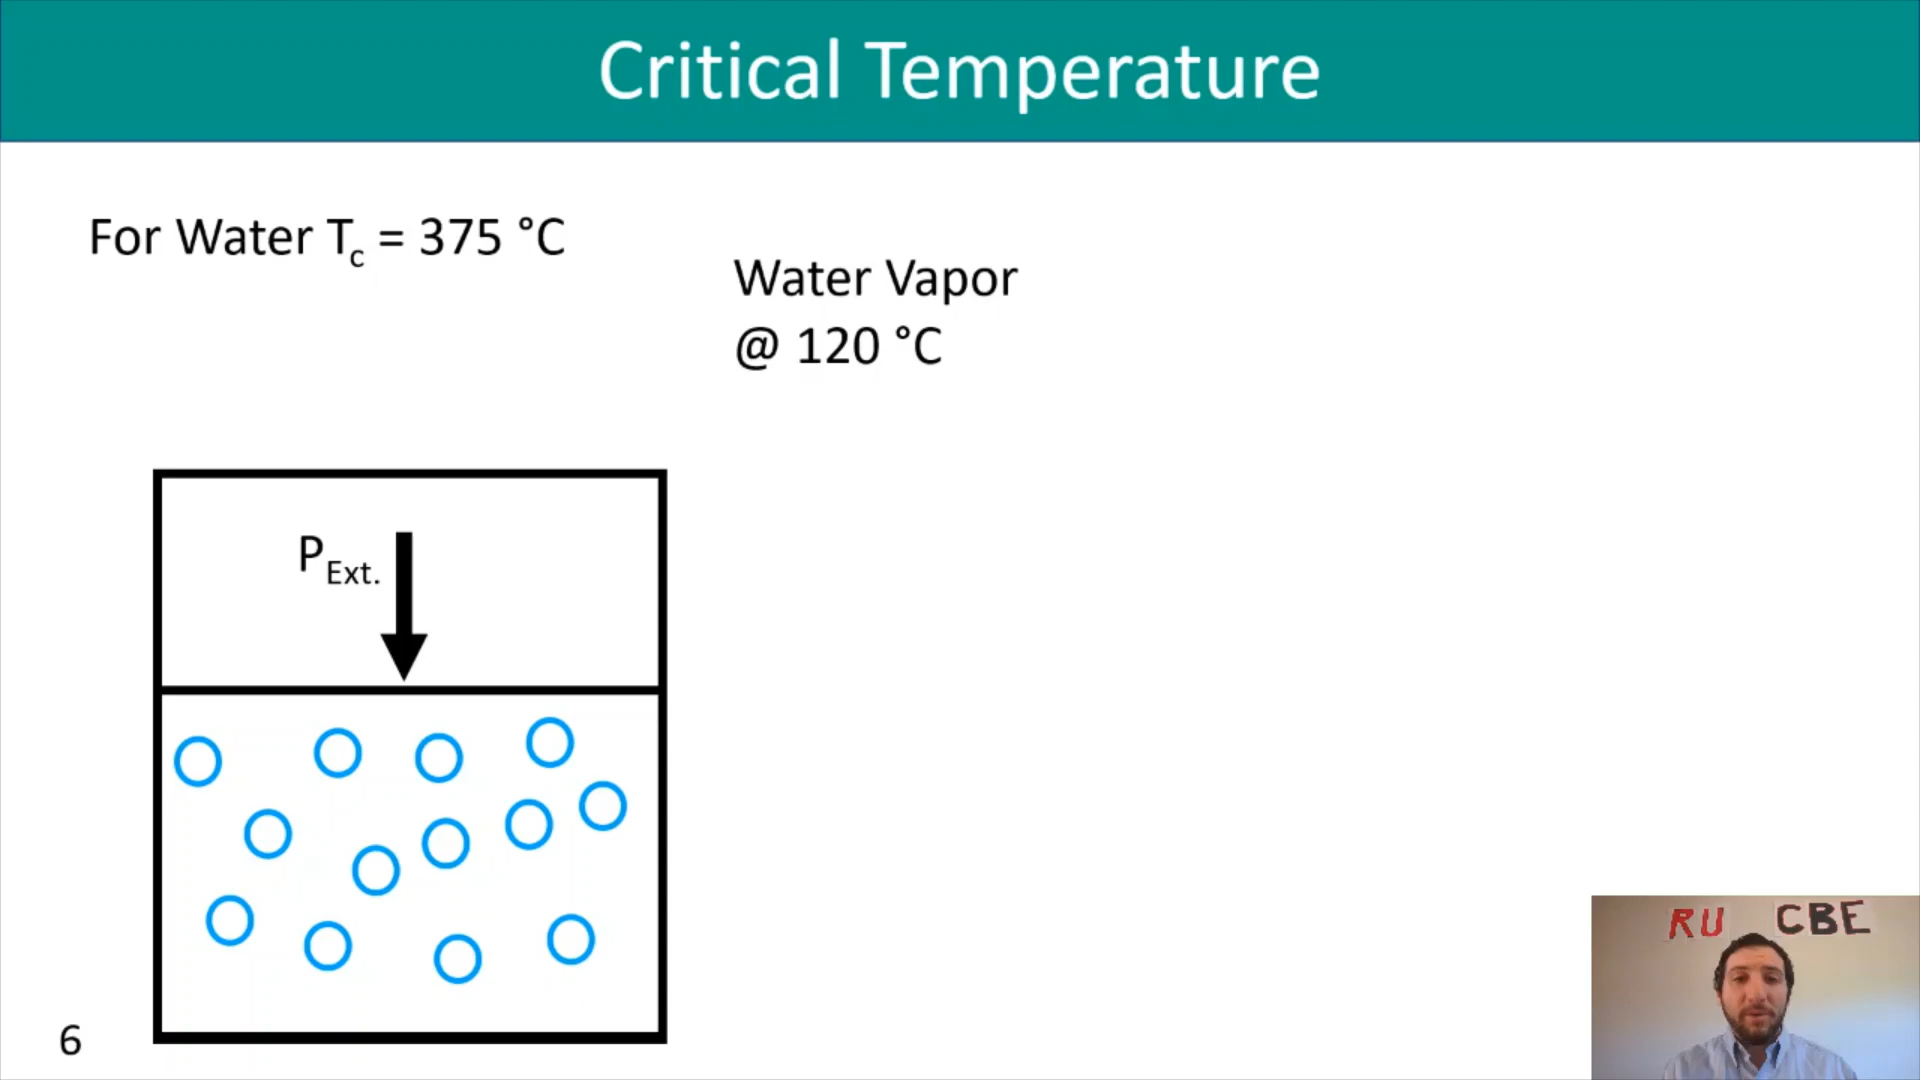 Critical Temperature
For Water Tc = 375 °C
Water Vapor
@ 120 °C
PExt.
6
RU CBE